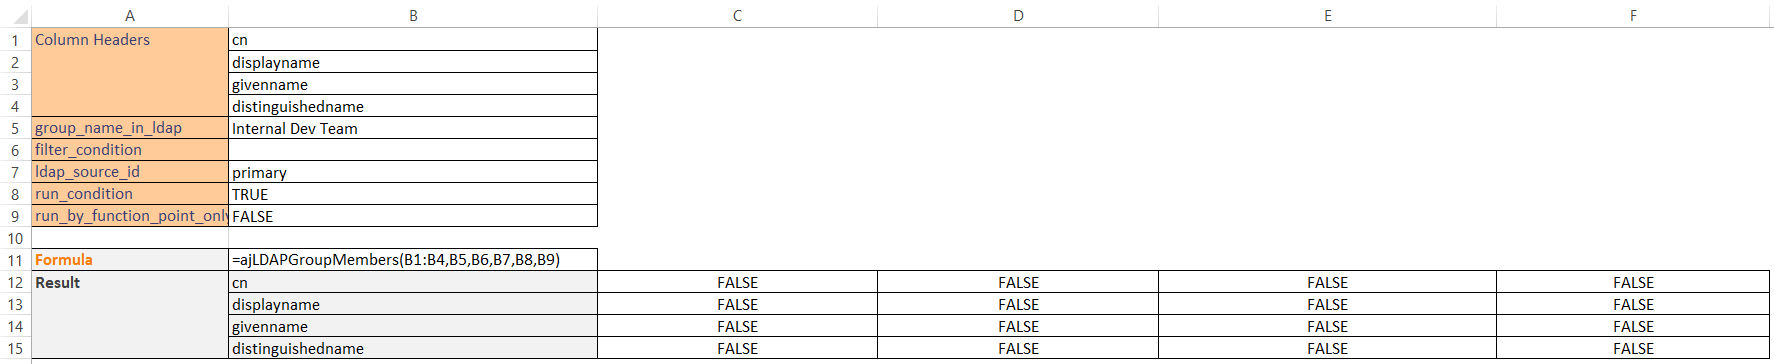 A B C D E F
1 Column Headers cn
2 displayname
3 givenname
4 distinguishedname
5 group_name_in_ldap Internal Dev Team
6 filter_condition
7 ldap_source_id primary
8 run_condition TRUE
9 run_by_function_point_only FALSE
10
11 Formula =ajLDAPGroupMembers(B1:B4,B5,B6,B7,B8,B9)
12 Result cn FALSE FALSE FALSE FALSE
13 displayname FALSE FALSE FALSE FALSE
14 givenname FALSE FALSE FALSE FALSE
15 distinguishedname FALSE FALSE FALSE FALSE